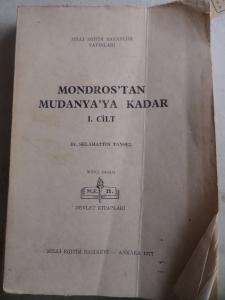 MİLLİ EĞİTİM BAKANLIĞI
YAYINLARI
MONDROS'TAN
MUDANYA'YA KADAR
I. CİLT
Dr. SELAHATTİN TANSEL
M.E.B.
DEVLET KİTAPLARI
MİLLİ EĞİTİM BASIMEVİ — ANKARA 1977